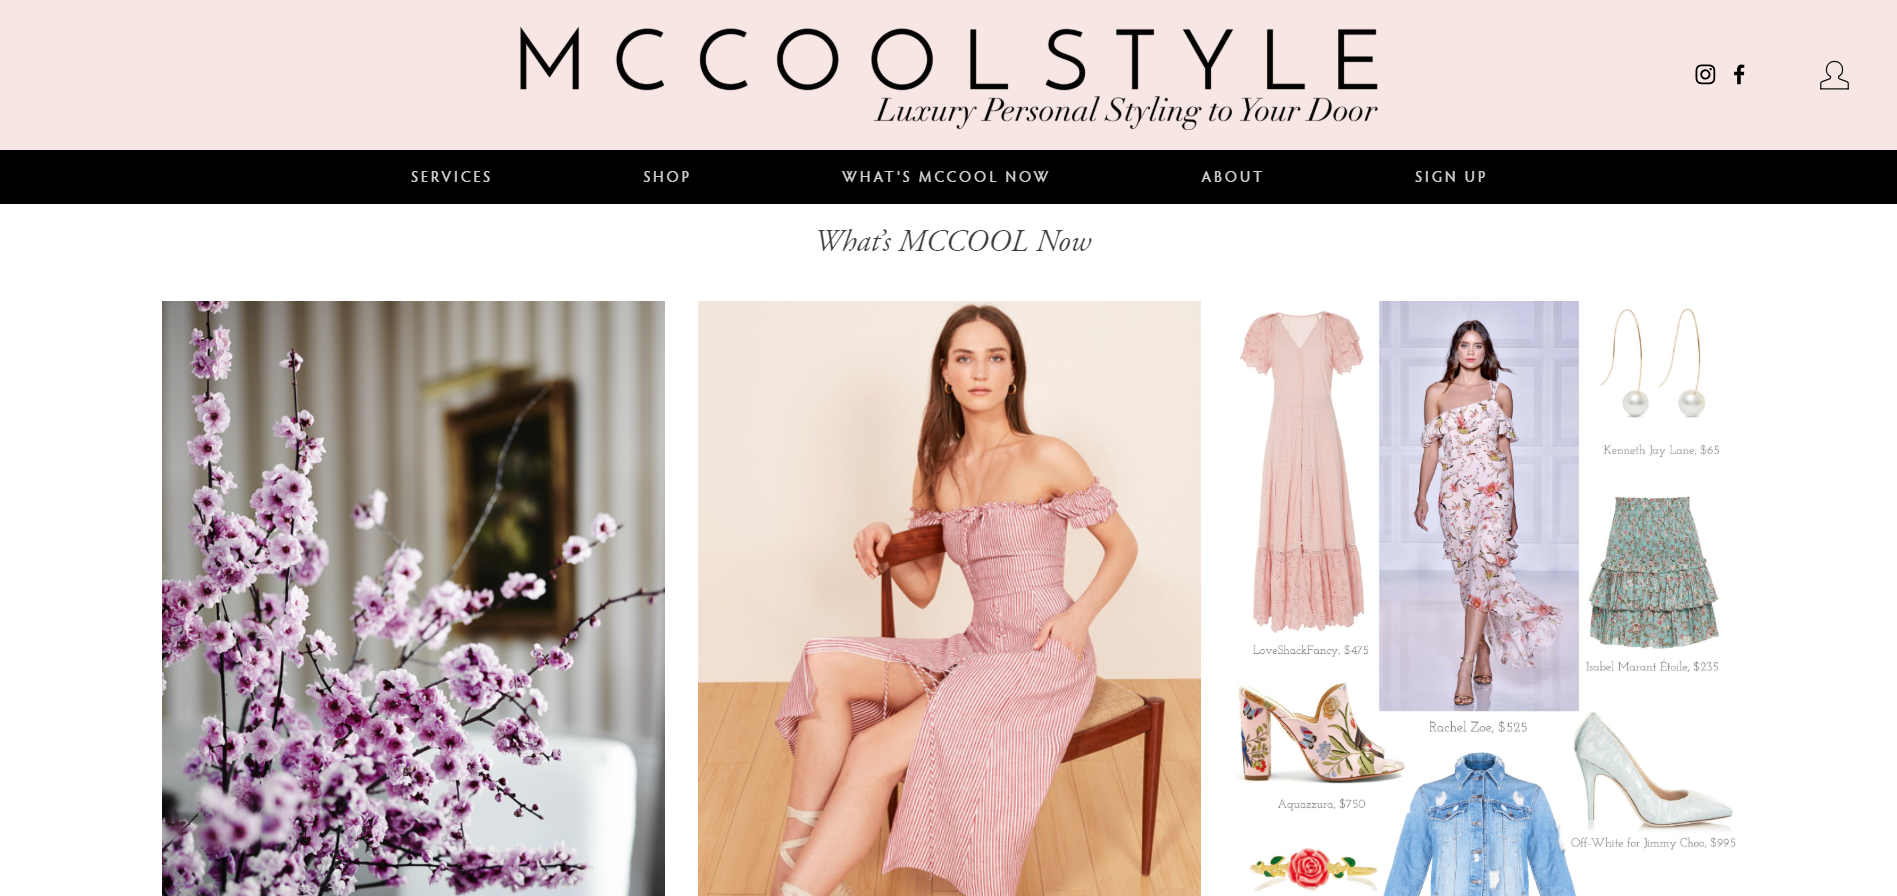 MCCOOLSTYLE
Luxury Personal Styling to Your Door
SERVICES
SHOP
WHAT'S MCCOOL NOW
ABOUT
SIGN UP
What's MCCOOL Now
Kenneth Jay Lane, $65
LoveShackFancy, $475
Isabel Marant Étoile, $235
Rachel Zoe, $525
Aquazzura, $750
Off-White for Jimmy Choo, $995